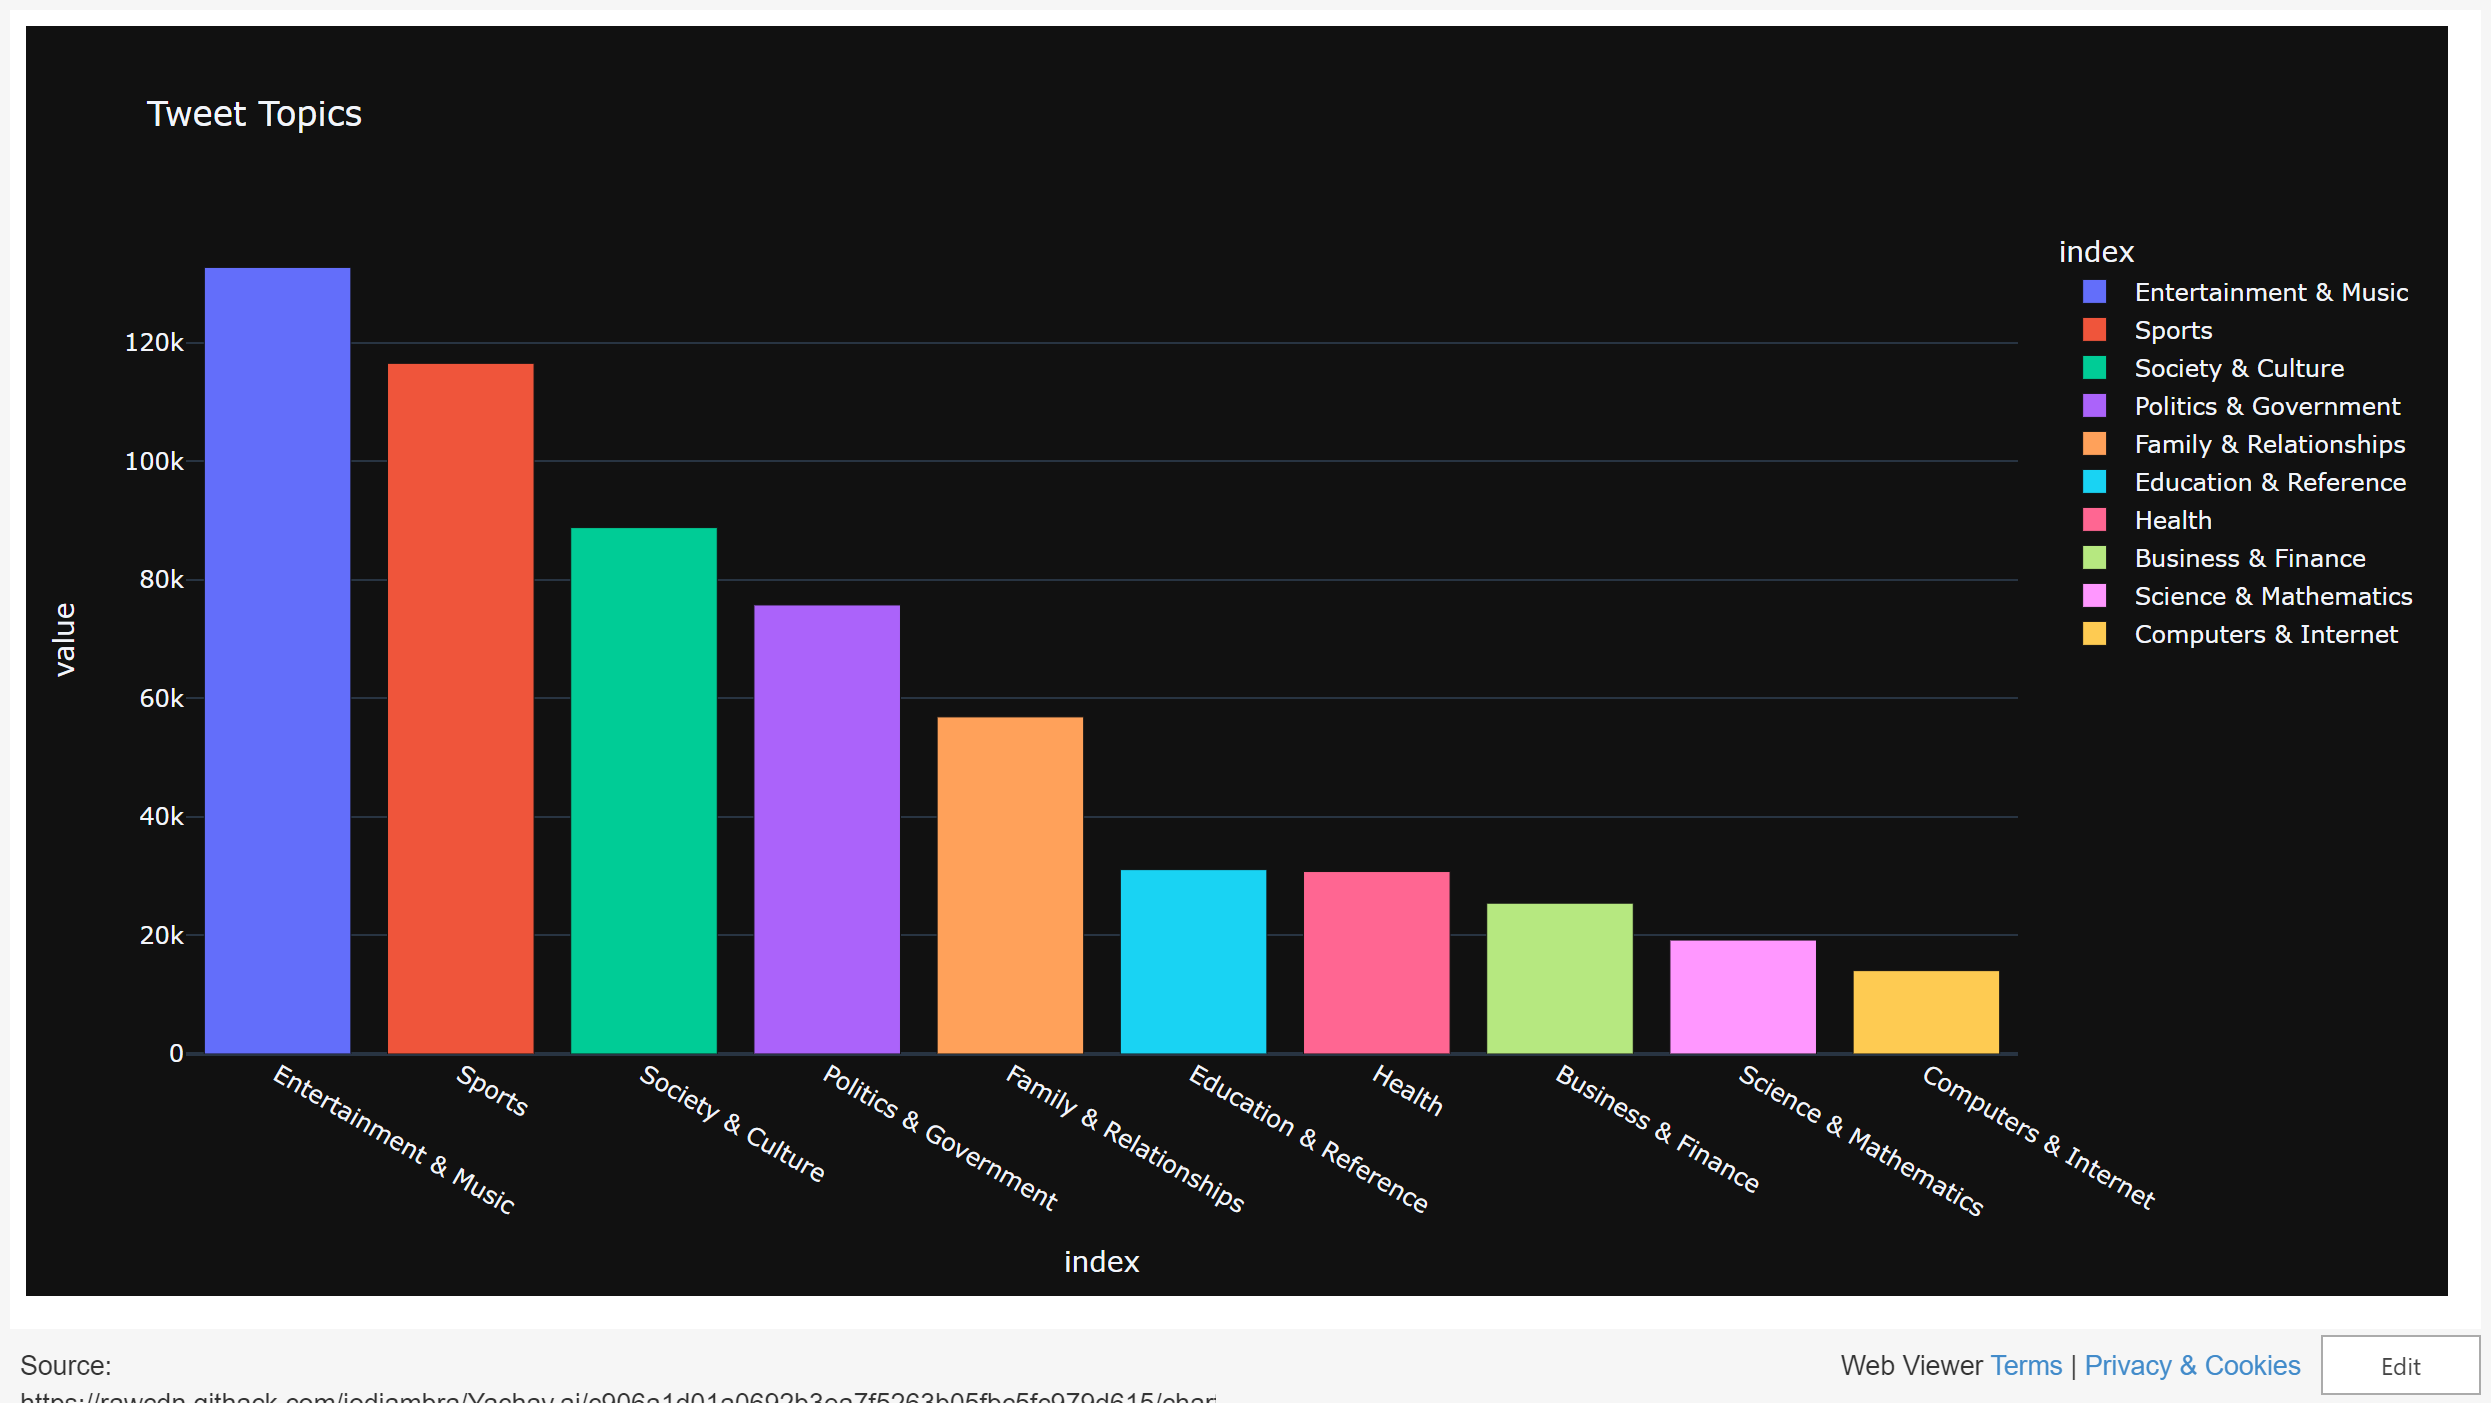 Tweet Topics
index
Entertainment & Music
Sports
Society & Culture
Politics & Government
Family & Relationships
Education & Reference
Health
Business & Finance
Science & Mathematics
Computers & Internet
120k
100k
80k
60k
40k
20k
0
value
Entertainment & Music
Sports
Society & Culture
Politics & Government
Family & Relationships
Education & Reference
Health
Business & Finance
Science & Mathematics
Computers & Internet
index
Source:
Web Viewer Terms | Privacy & Cookies
Edit